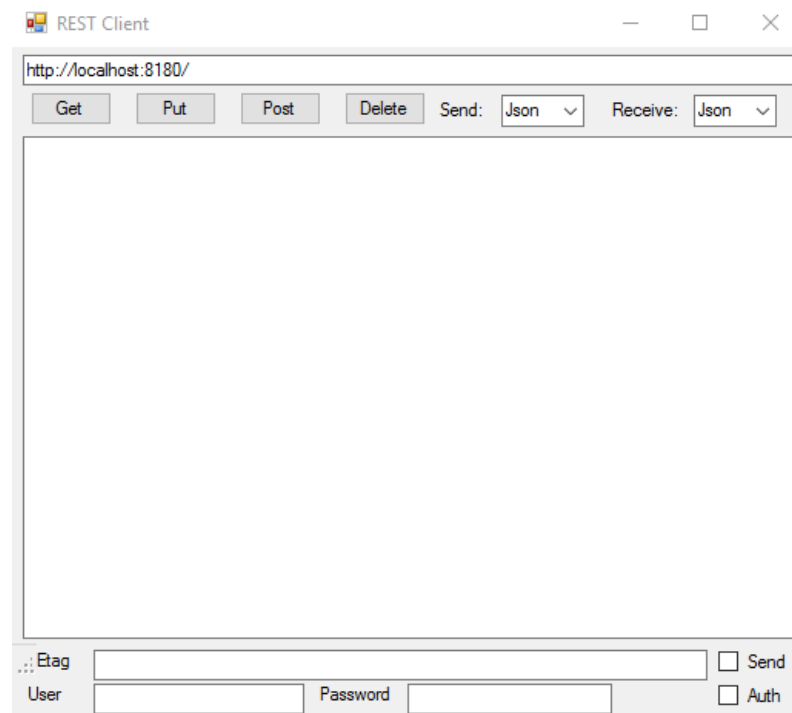 REST Client
http://localhost:8180/
Get Put Post Delete Send: Json Receive: Json
Etag Send
User Password Auth